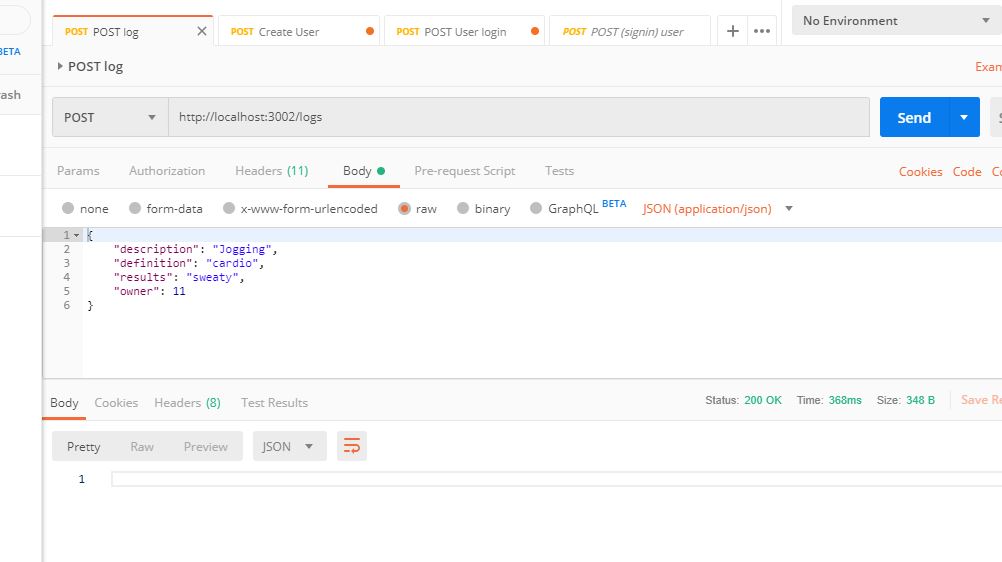 POST POST log POST Create User POST POST User login POST POST (signin) user No Environment
BETA
POST log
POST http://localhost:3002/logs Send
Params Authorization Headers (11) Body Pre-request Script Tests Cookies Code
none form-data x-www-form-urlencoded raw binary GraphQL BETA JSON (application/json)
1 {
2 "description": "Jogging",
3 "definition": "cardio",
4 "results": "sweaty",
5 "owner": 11
6 }
Body Cookies Headers (8) Test Results Status: 200 OK Time: 368ms Size: 348 B Save
Pretty Raw Preview JSON
1